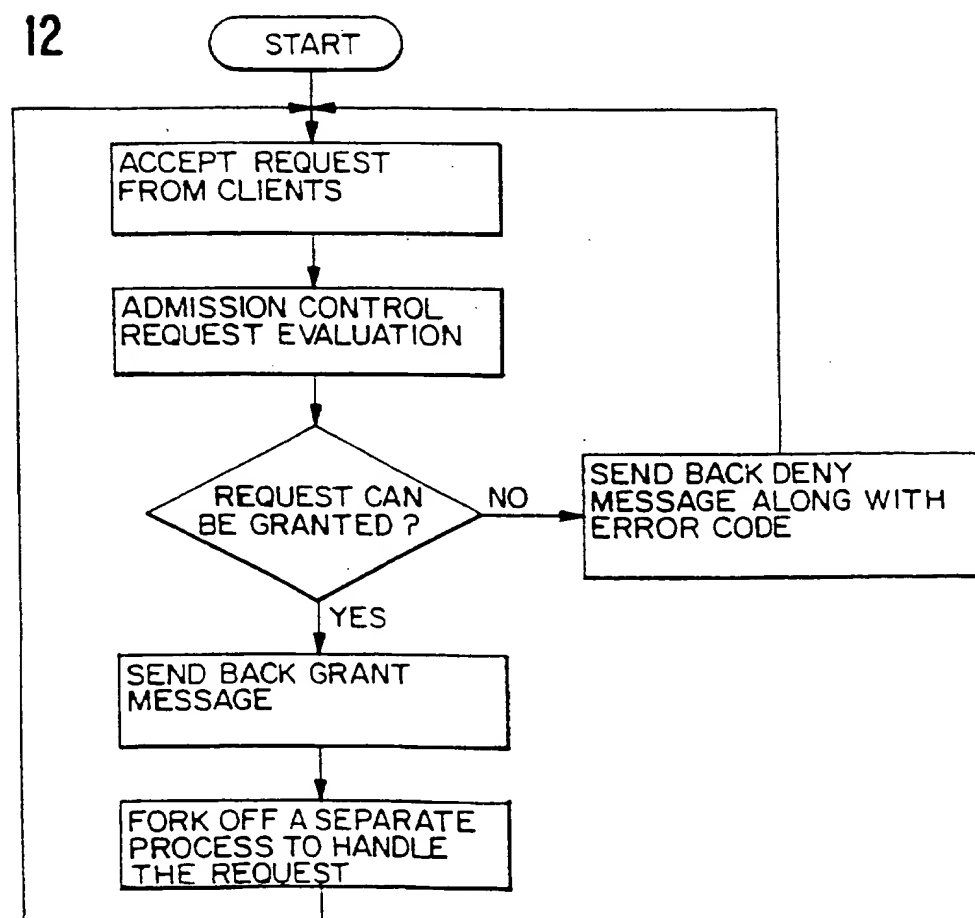 12
START
ACCEPT REQUEST
FROM CLIENTS
ADMISSION CONTROL
REQUEST EVALUATION
REQUEST CAN
BE GRANTED ?
NO
SEND BACK DENY
MESSAGE ALONG WITH
ERROR CODE
YES
SEND BACK GRANT
MESSAGE
FORK OFF A SEPARATE
PROCESS TO HANDLE
THE REQUEST